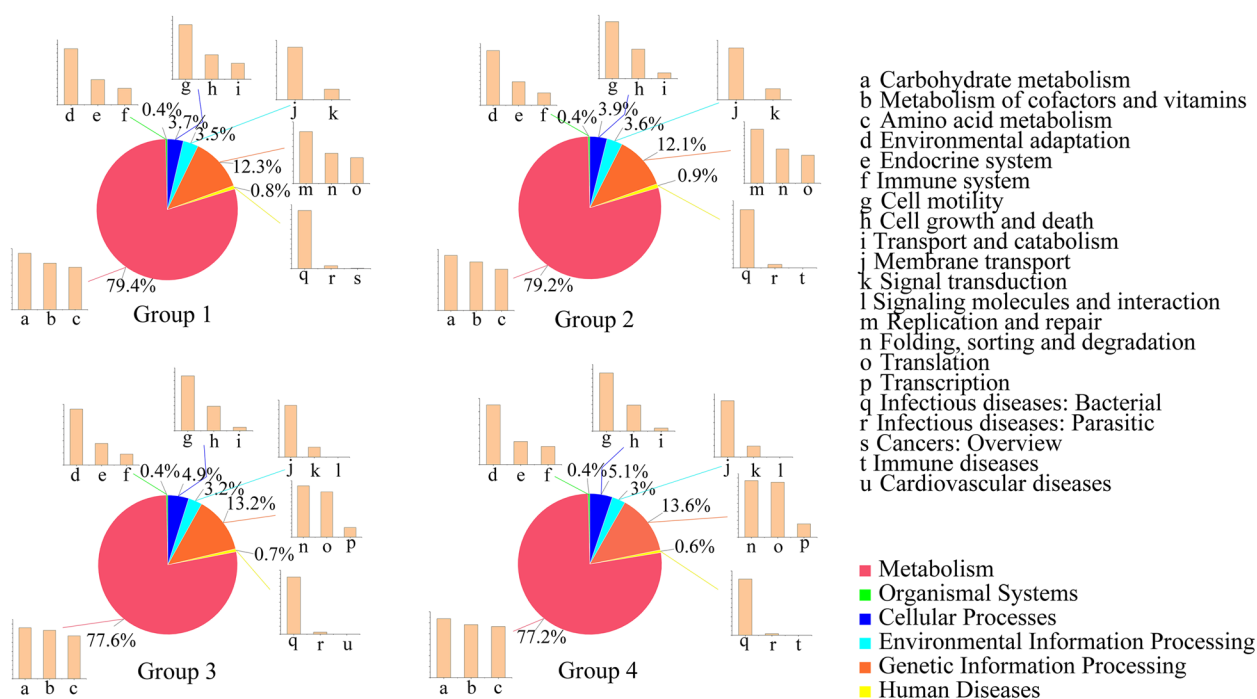 g h i
j k
d e f
0.4%
3.7%
3.5%
12.3%
m n o
0.8%
q r s
79.4%
a b c
Group 1
g h i
j k
d e f
0.4%
3.9%
3.6%
12.1%
m n o
0.9%
q r t
79.2%
a b c
Group 2
g h i
j k l
d e f
0.4%
4.9%
3.2%
13.2%
n o p
0.7%
q r u
77.6%
a b c
Group 3
g h i
j k l
d e f
0.4%
5.1%
3%
13.6%
n o p
0.6%
q r t
77.2%
a b c
Group 4
a Carbohydrate metabolism
b Metabolism of cofactors and vitamins
c Amino acid metabolism
d Environmental adaptation
e Endocrine system
f Immune system
g Cell motility
h Cell growth and death
i Transport and catabolism
j Membrane transport
k Signal transduction
l Signaling molecules and interaction
m Replication and repair
n Folding, sorting and degradation
o Translation
p Transcription
q Infectious diseases: Bacterial
r Infectious diseases: Parasitic
s Cancers: Overview
t Immune diseases
u Cardiovascular diseases
Metabolism
Organismal Systems
Cellular Processes
Environmental Information Processing
Genetic Information Processing
Human Diseases